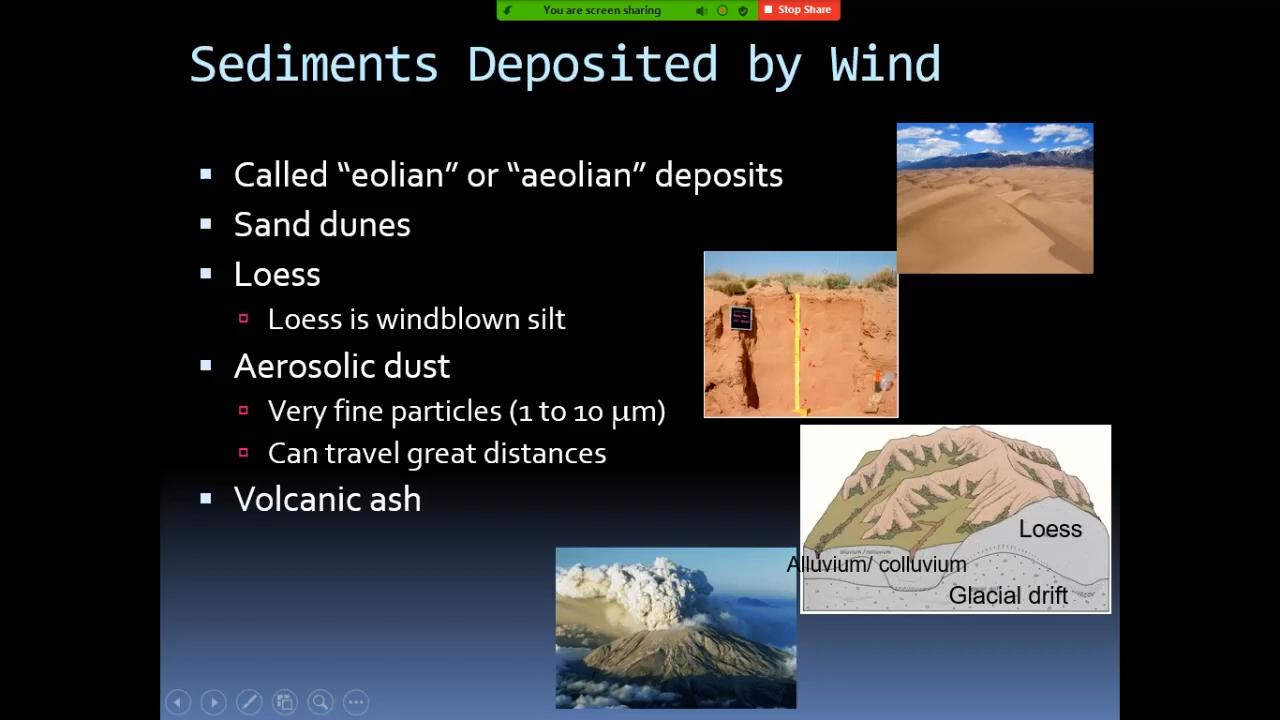 You are screen sharing
Stop Share
Sediments Deposited by Wind
Called “eolian” or “aeolian” deposits
Sand dunes
Loess
Loess is windblown silt
Aerosolic dust
Very fine particles (1 to 10 µm)
Can travel great distances
Volcanic ash
Loess
Alluvium/ colluvium
Glacial drift